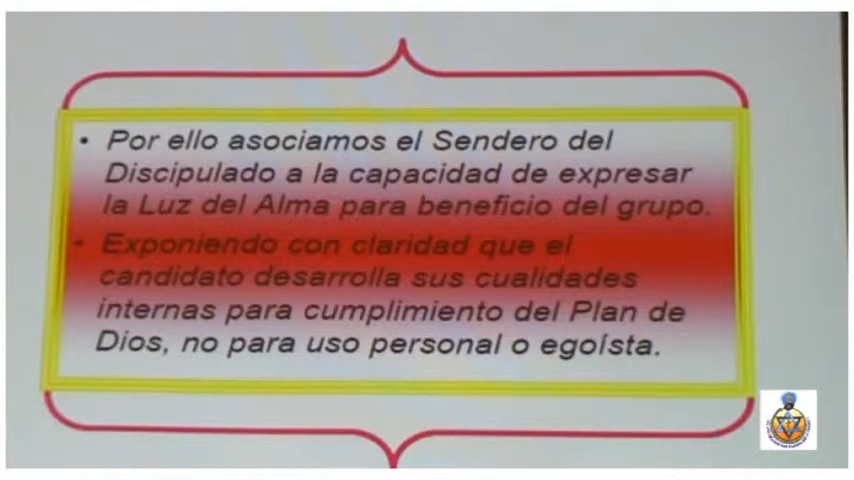 • Por ello asociamos el Sendero del
Discipulado a la capacidad de expresar
la Luz del Alma para beneficio del grupo.
• Exponiendo con claridad que el
candidato desarrolla sus cualidades
internas para cumplimiento del Plan de
Dios, no para uso personal o egoísta.